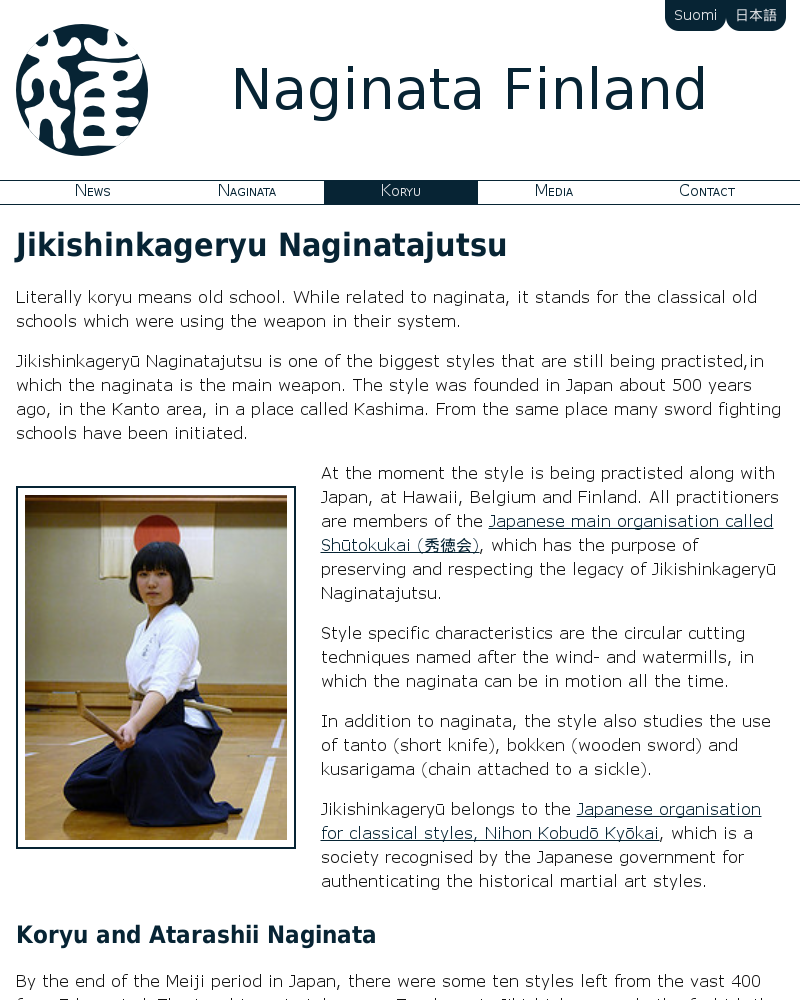 Suomi 日本語
Naginata Finland
News Naginata Koryu Media Contact
Jikishinkageryu Naginatajutsu
Literally koryu means old school. While related to naginata, it stands for the classical old
schools which were using the weapon in their system.
Jikishinkageryū Naginatajutsu is one of the biggest styles that are still being practisted,in
which the naginata is the main weapon. The style was founded in Japan about 500 years
ago, in the Kanto area, in a place called Kashima. From the same place many sword fighting
schools have been initiated.
At the moment the style is being practisted along with
Japan, at Hawaii, Belgium and Finland. All practitioners
are members of the Japanese main organisation called
Shūtokukai (秀徳会), which has the purpose of
preserving and respecting the legacy of Jikishinkageryū
Naginatajutsu.
Style specific characteristics are the circular cutting
techniques named after the wind- and watermills, in
which the naginata can be in motion all the time.
In addition to naginata, the style also studies the use
of tanto (short knife), bokken (wooden sword) and
kusarigama (chain attached to a sickle).
Jikishinkageryū belongs to the Japanese organisation
for classical styles, Nihon Kobudō Kyōkai, which is a
society recognised by the Japanese government for
authenticating the historical martial art styles.
Koryu and Atarashii Naginata
By the end of the Meiji period in Japan, there were some ten styles left from the vast 400